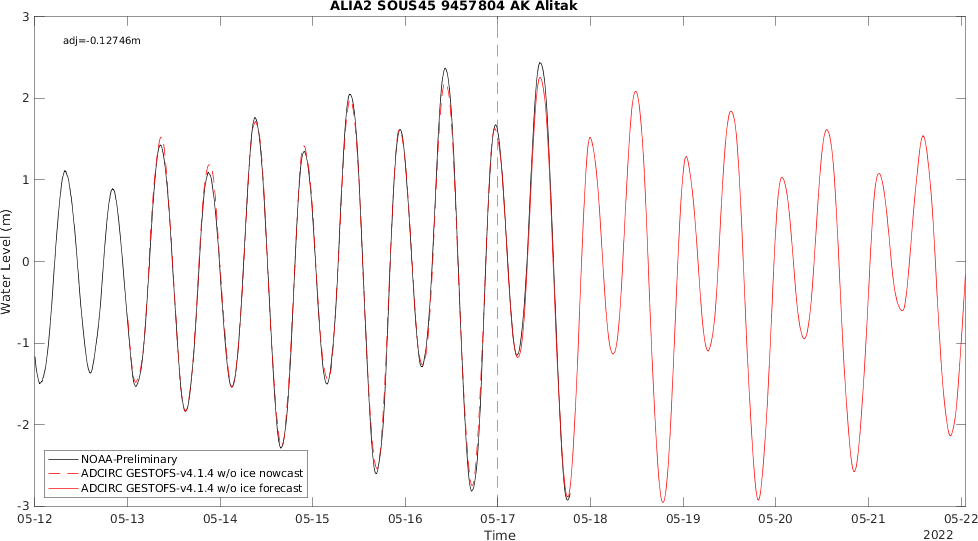 ALIA2 SOUS45 9457804 AK Alitak
adj=-0.12746m
3
2
1
0
-1
-2
-3
Water Level (m)
NOAA-Preliminary
ADCIRC GESTOFS-v4.1.4 w/o ice nowcast
ADCIRC GESTOFS-v4.1.4 w/o ice forecast
05-12 05-13 05-14 05-15 05-16 05-17 05-18 05-19 05-20 05-21 05-22
Time
2022